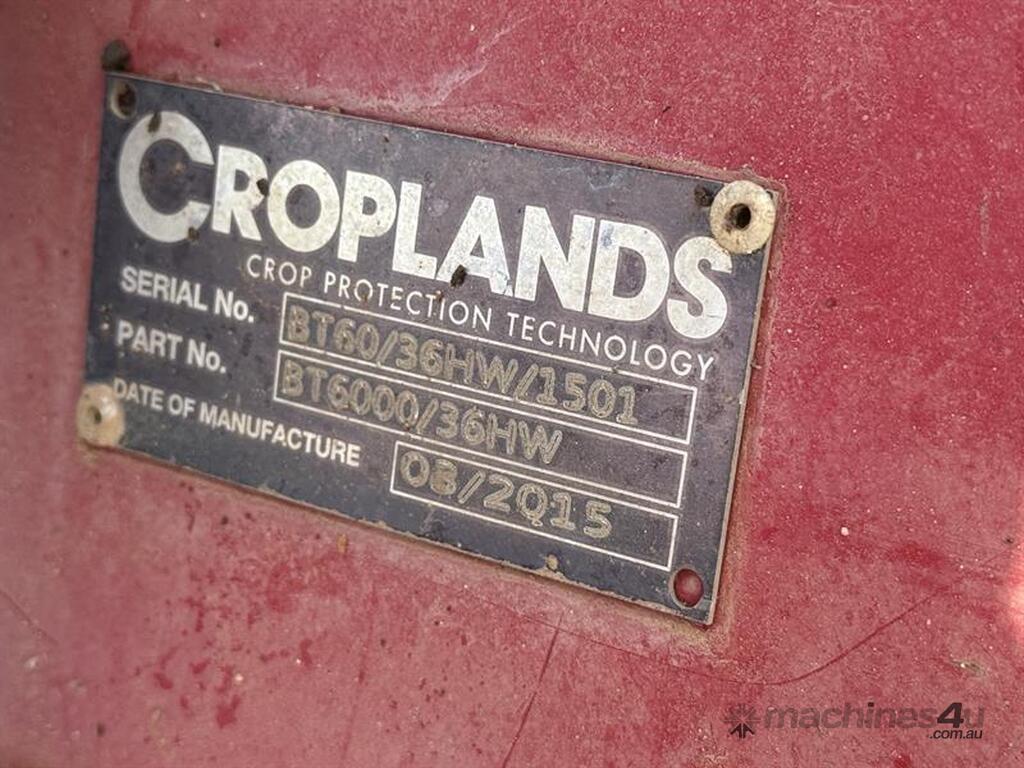 CROPLANDS
CROP PROTECTION TECHNOLOGY
SERIAL No. BT60/36HW/1501
PART No. BT6000/36HW
DATE OF MANUFACTURE 08/2015
machines4u
.com.au